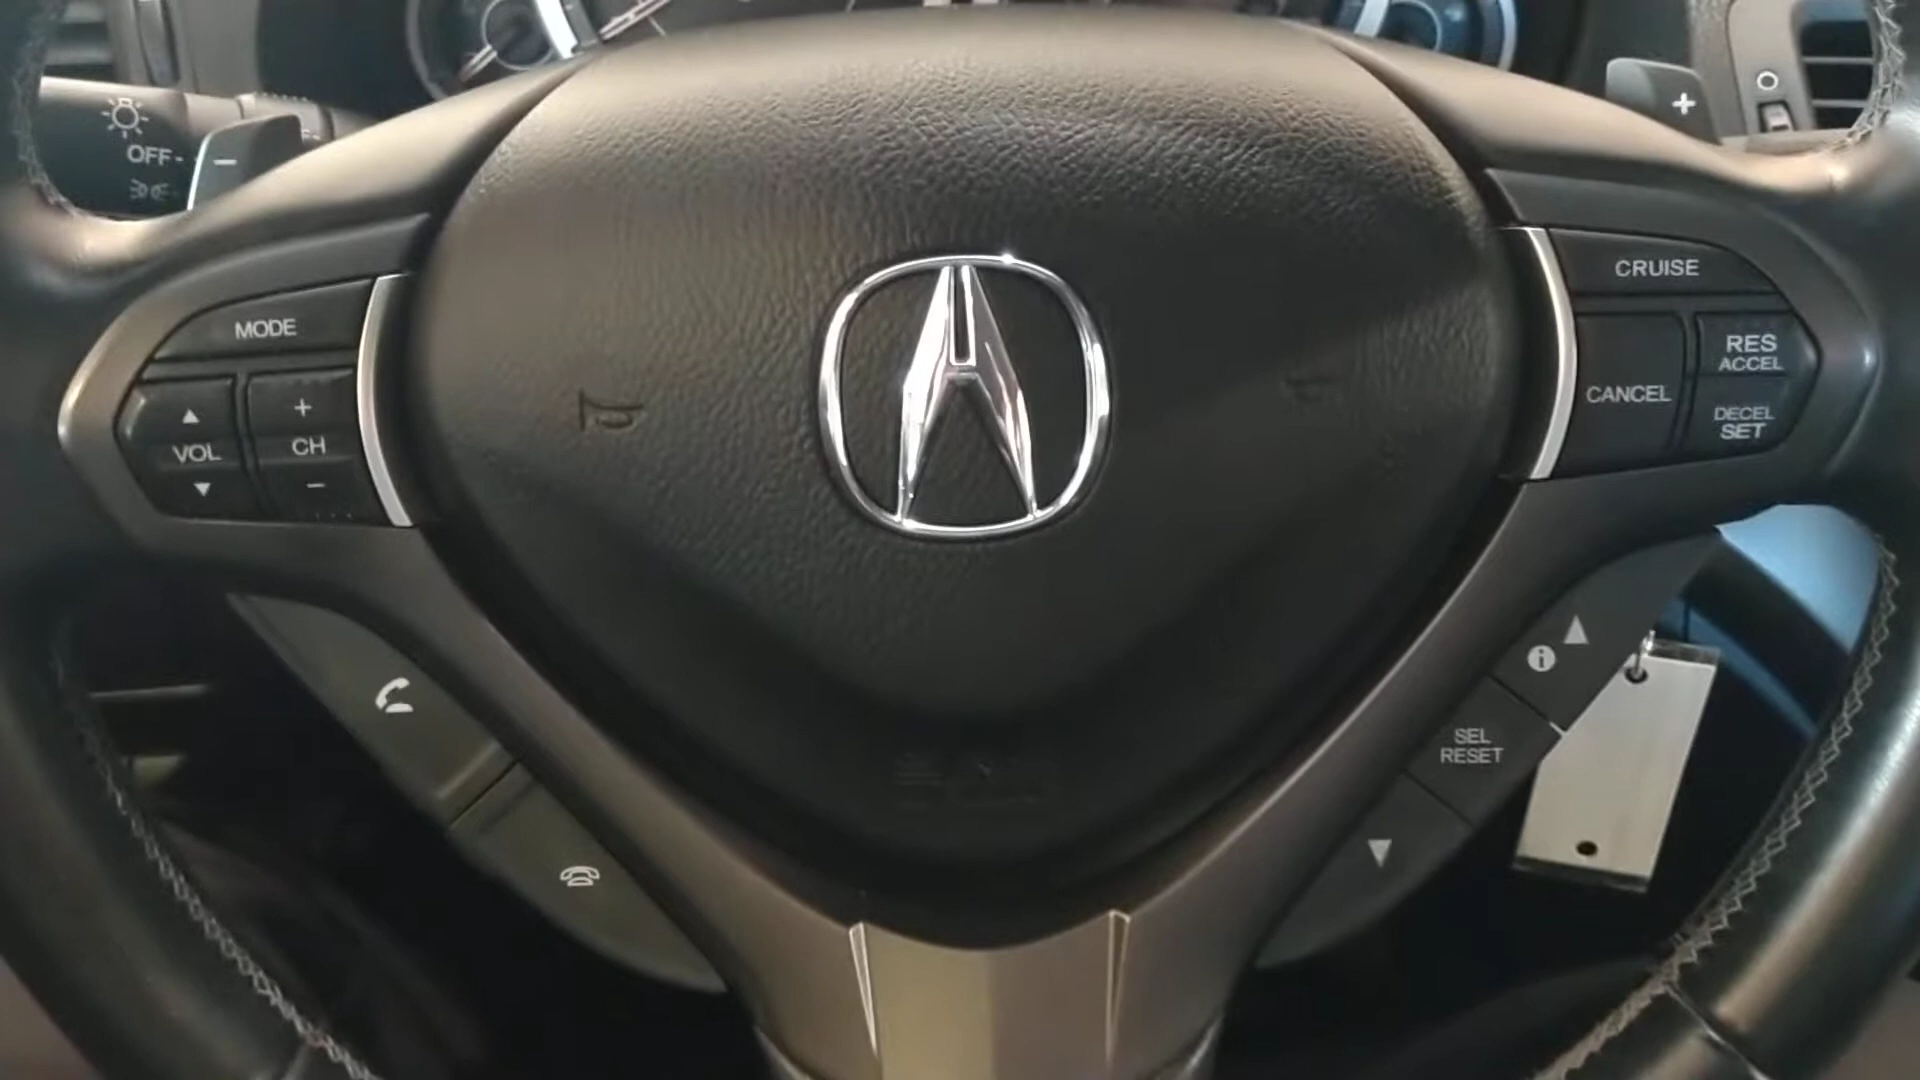 OFF
MODE
VOL
+
CH
-
CRUISE
CANCEL
RES
ACCEL
DECEL
SET
i
SEL
RESET